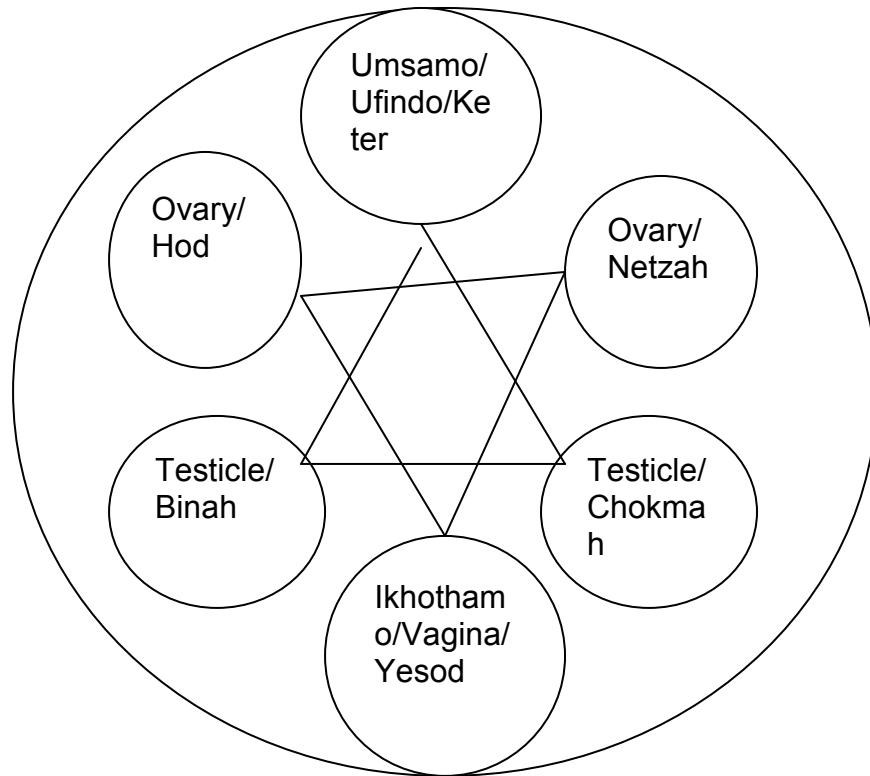 Umsamo/
Ufindo/Ke
ter
Ovary/
Hod
Ovary/
Netzah
Testicle/
Binah
Testicle/
Chokma
h
Ikhotham
o/Vagina/
Yesod